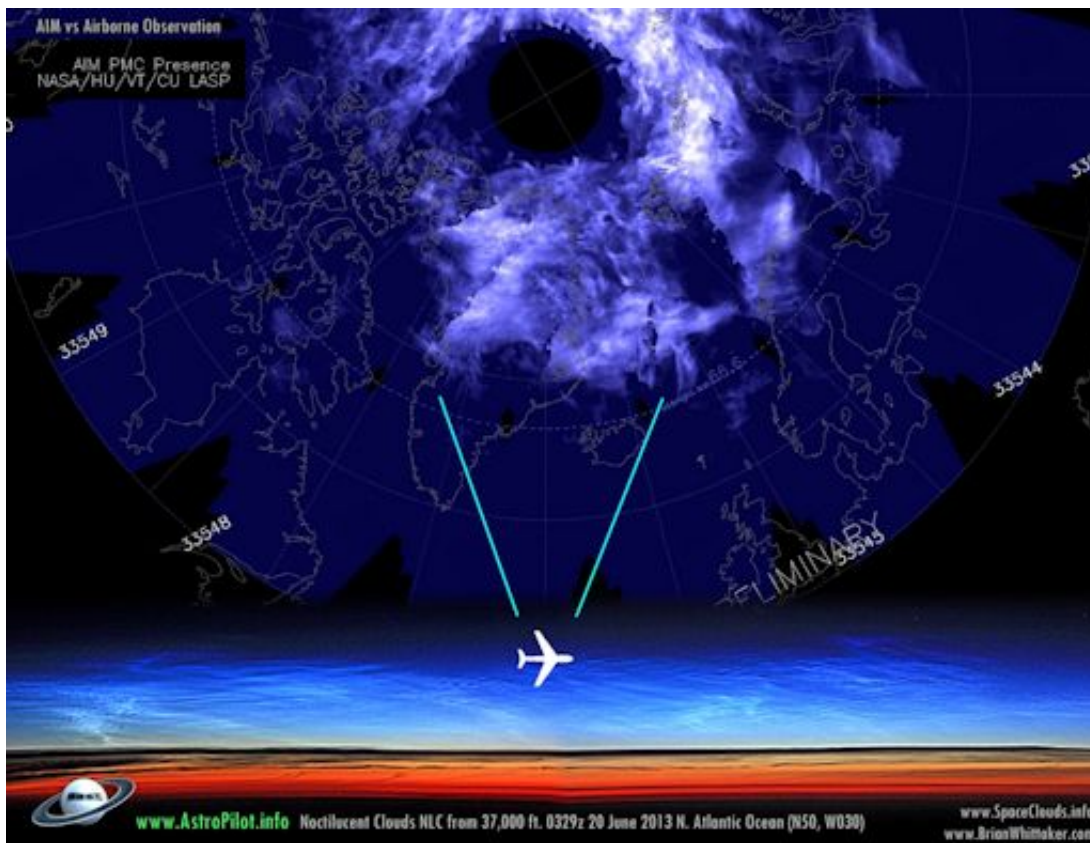 AIM vs Airborne Observation
AIM PMC Presence
NASA/HU/VT/CU LASP
33549
33544
33548
33545
ELIMINARY
www.AstroPilot.info Noctilucent Clouds NLC from 37,000 ft. 0329z 20 June 2013 N. Atlantic Ocean (N50, W030)
www.SpaceClouds.info
www.BrianWhittaker.com